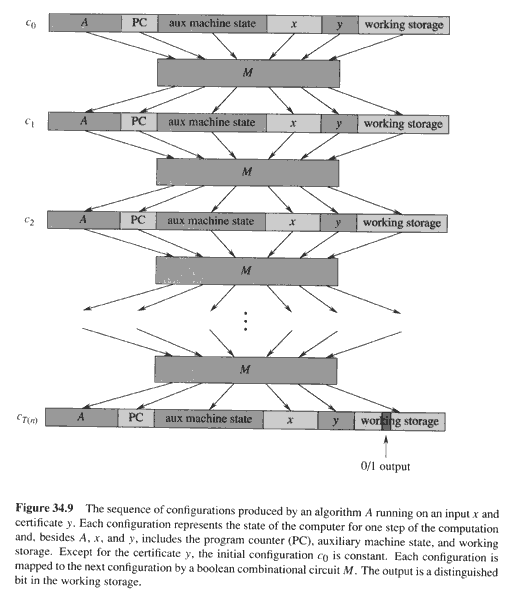 c0 A PC aux machine state x y working storage
M
c1 A PC aux machine state x y working storage
M
c2 A PC aux machine state x y working storage
M
⋮
M
cT(n) A PC aux machine state x y working storage
0/1 output
Figure 34.9 The sequence of configurations produced by an algorithm A running on an input x and
certificate y. Each configuration represents the state of the computer for one step of the computation
and, besides A, x, and y, includes the program counter (PC), auxiliary machine state, and working
storage. Except for the certificate y, the initial configuration c0 is constant. Each configuration is
mapped to the next configuration by a boolean combinational circuit M. The output is a distinguished
bit in the working storage.